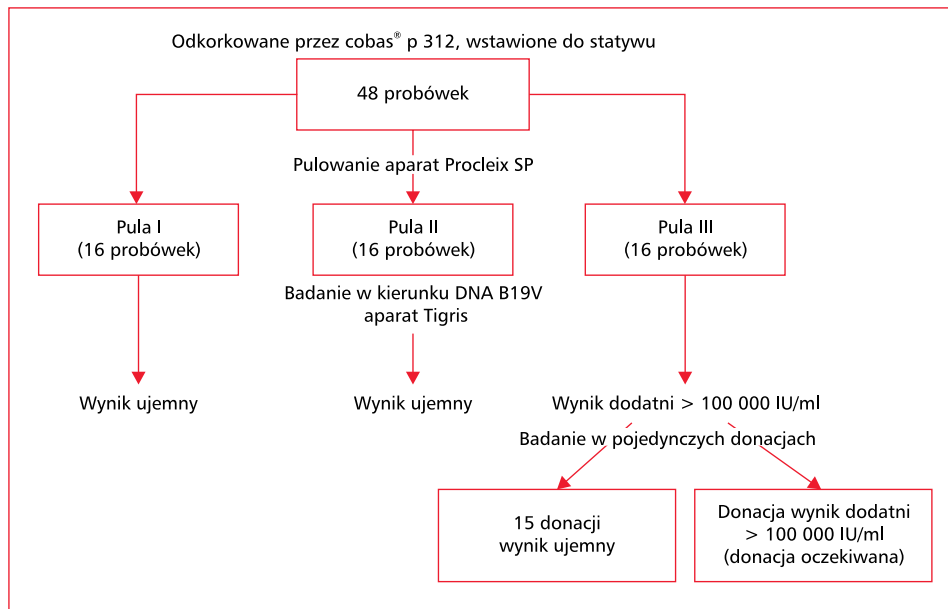 Odkorkowane przez cobas® p 312, wstawione do statywu
48 probówek
Pulowanie aparat Procleix SP
Pula I
(16 probówek)
Pula II
(16 probówek)
Pula III
(16 probówek)
Badanie w kierunku DNA B19V
aparat Tigris
Wynik ujemny
Wynik ujemny
Wynik dodatni > 100 000 IU/ml
Badanie w pojedynczych donacjach
15 donacji
wynik ujemny
Donacja wynik dodatni
> 100 000 IU/ml
(donacja oczekiwana)